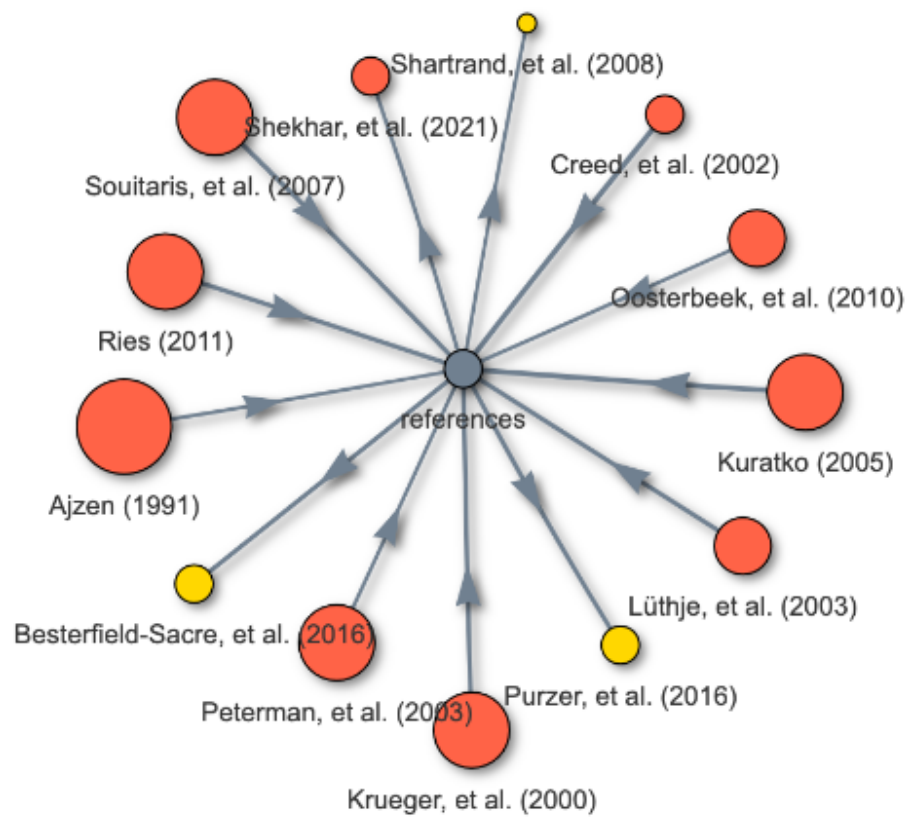 Shartrand, et al. (2008)
Shekhar, et al. (2021)
Creed, et al. (2002)
Souitaris, et al. (2007)
Oosterbeek, et al. (2010)
Ries (2011)
references
Kuratko (2005)
Ajzen (1991)
Lüthje, et al. (2003)
Besterfield-Sacre, et al. (2016)
Purzer, et al. (2016)
Peterman, et al. (2003)
Krueger, et al. (2000)